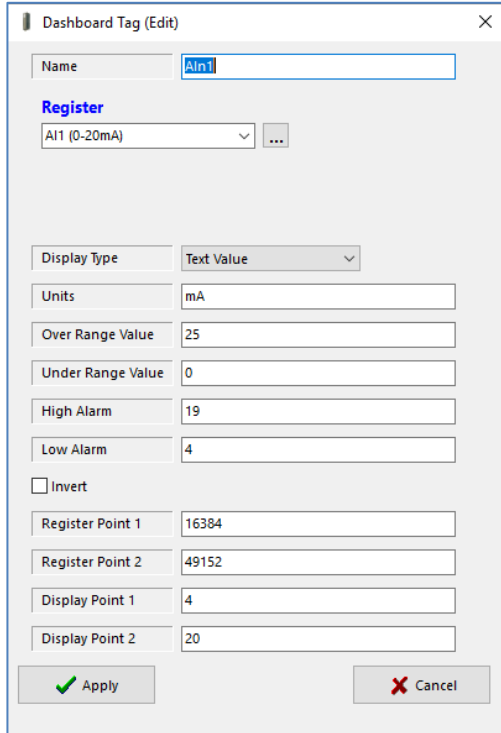 Dashboard Tag (Edit)
Name AIn1
Register
AI1 (0-20mA) ...
Display Type Text Value
Units mA
Over Range Value 25
Under Range Value 0
High Alarm 19
Low Alarm 4
Invert
Register Point 1 16384
Register Point 2 49152
Display Point 1 4
Display Point 2 20
Apply Cancel